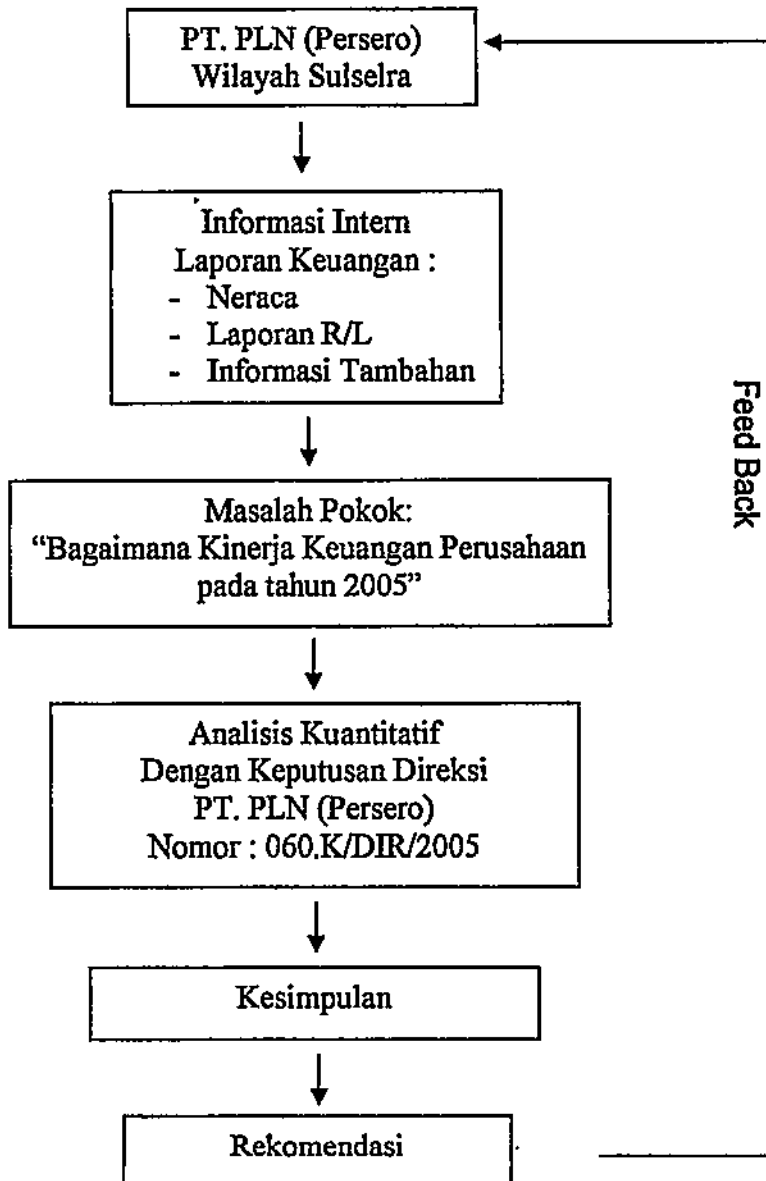 PT. PLN (Persero)
Wilayah Sulselra
Informasi Intern
Laporan Keuangan :
- Neraca
- Laporan R/L
- Informasi Tambahan
Masalah Pokok:
“Bagaimana Kinerja Keuangan Perusahaan
pada tahun 2005”
Analisis Kuantitatif
Dengan Keputusan Direksi
PT. PLN (Persero)
Nomor : 060.K/DIR/2005
Kesimpulan
Rekomendasi
Feed Back